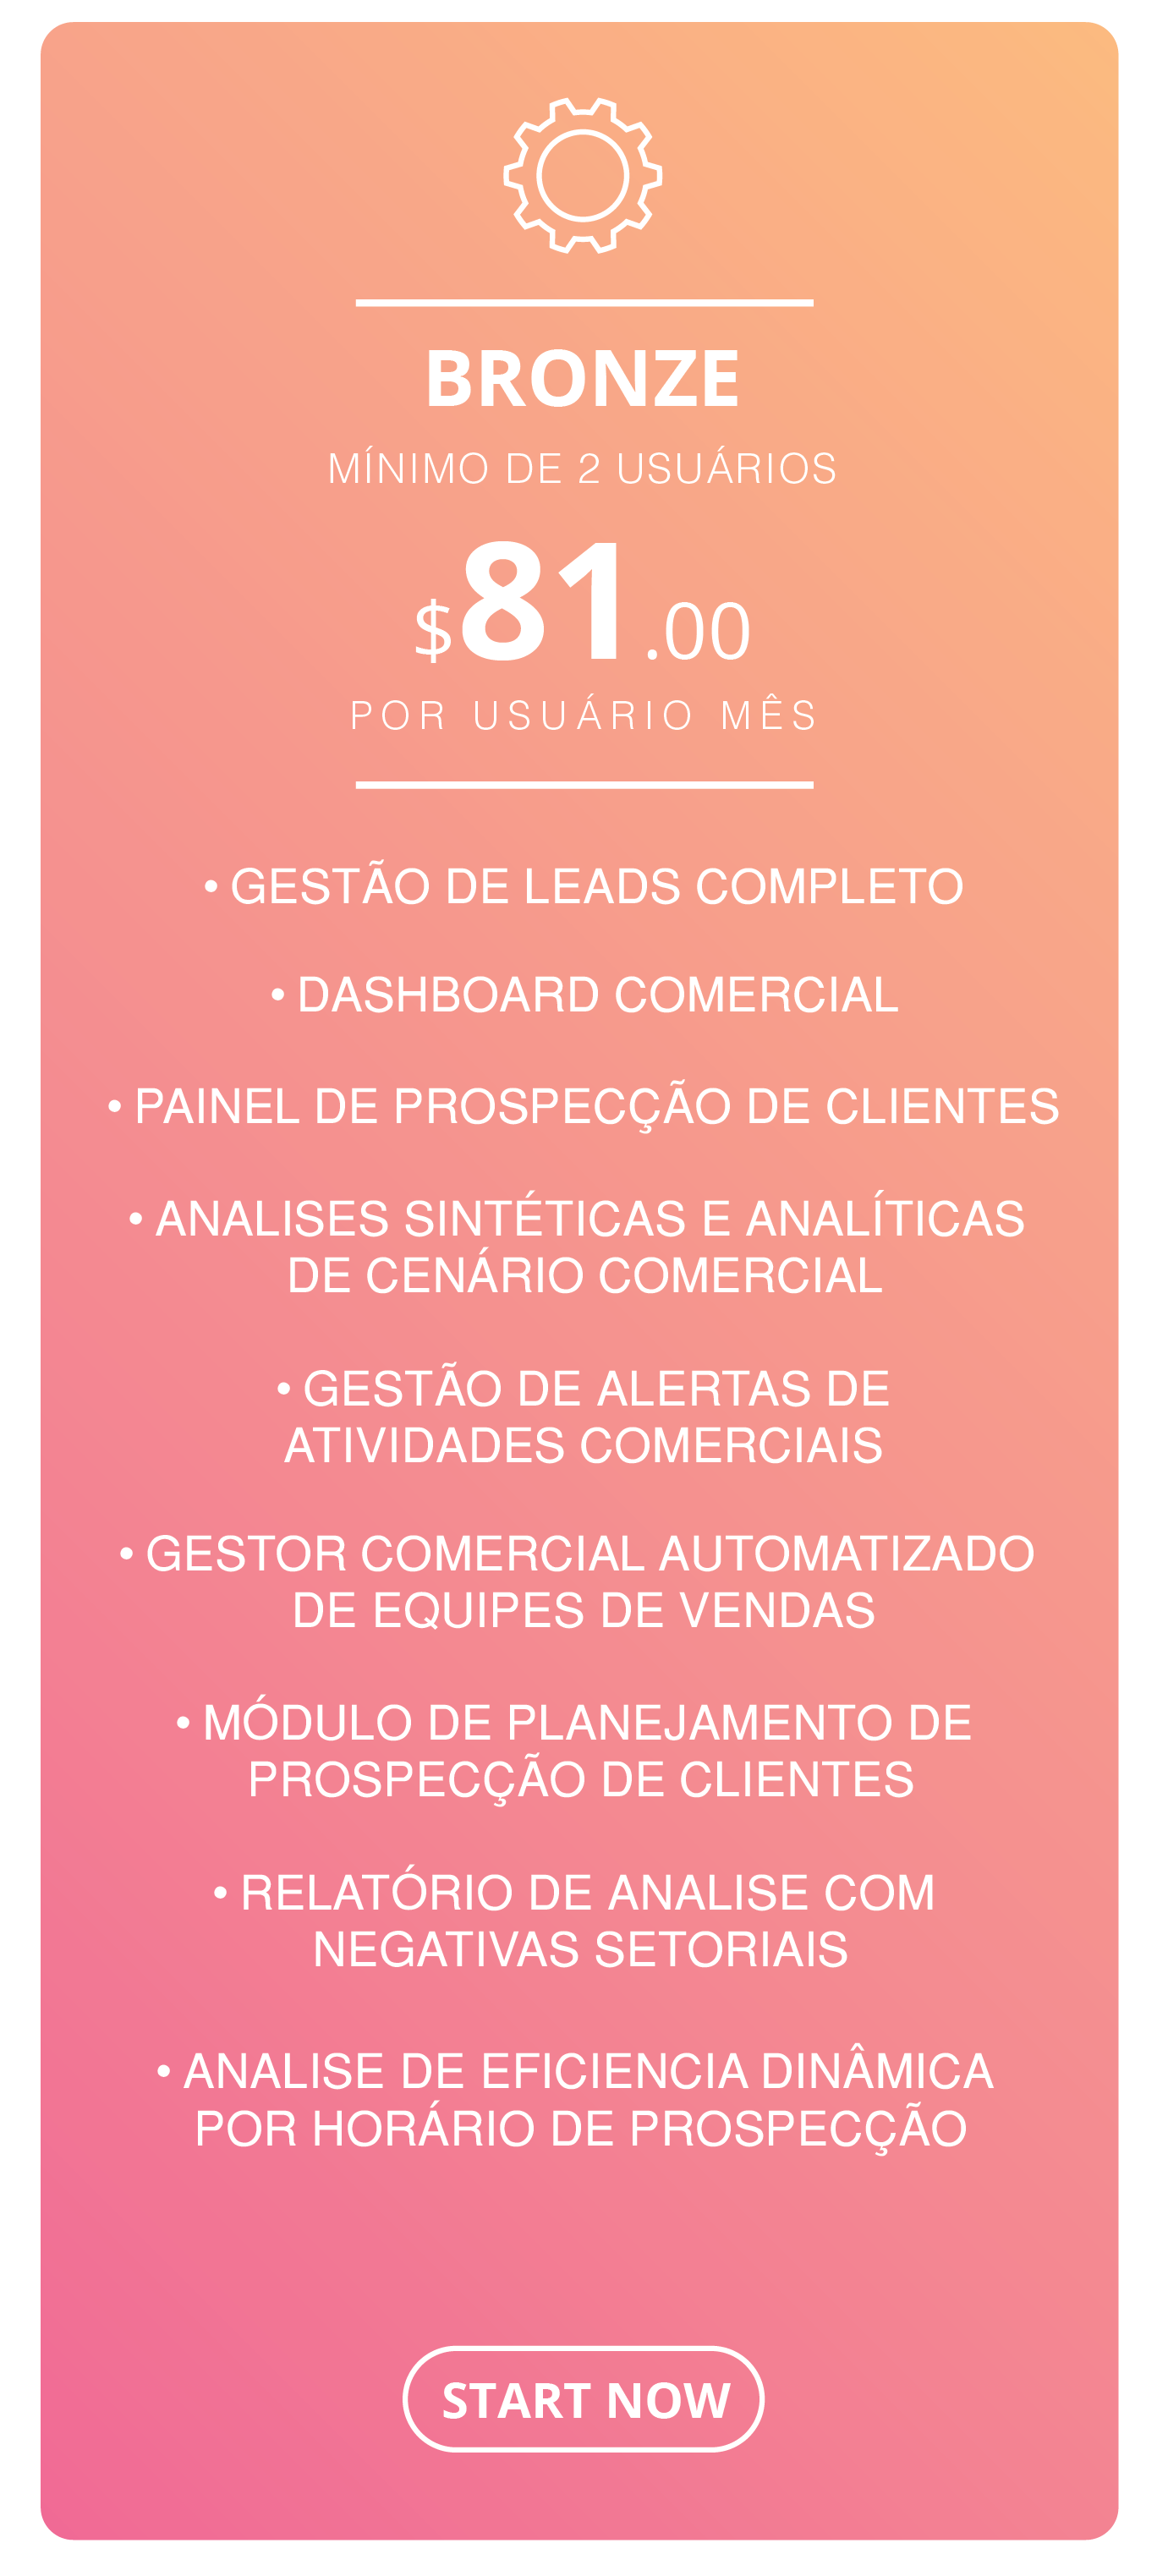 BRONZE
MÍNIMO DE 2 USUÁRIOS
$81.00
POR USUÁRIO MÊS
• GESTÃO DE LEADS COMPLETO
• DASHBOARD COMERCIAL
• PAINEL DE PROSPECÇÃO DE CLIENTES
• ANALISES SINTÉTICAS E ANALÍTICAS
DE CENÁRIO COMERCIAL
• GESTÃO DE ALERTAS DE
ATIVIDADES COMERCIAIS
• GESTOR COMERCIAL AUTOMATIZADO
DE EQUIPES DE VENDAS
• MÓDULO DE PLANEJAMENTO DE
PROSPECÇÃO DE CLIENTES
• RELATÓRIO DE ANALISE COM
NEGATIVAS SETORIAIS
• ANALISE DE EFICIENCIA DINÂMICA
POR HORÁRIO DE PROSPECÇÃO
START NOW